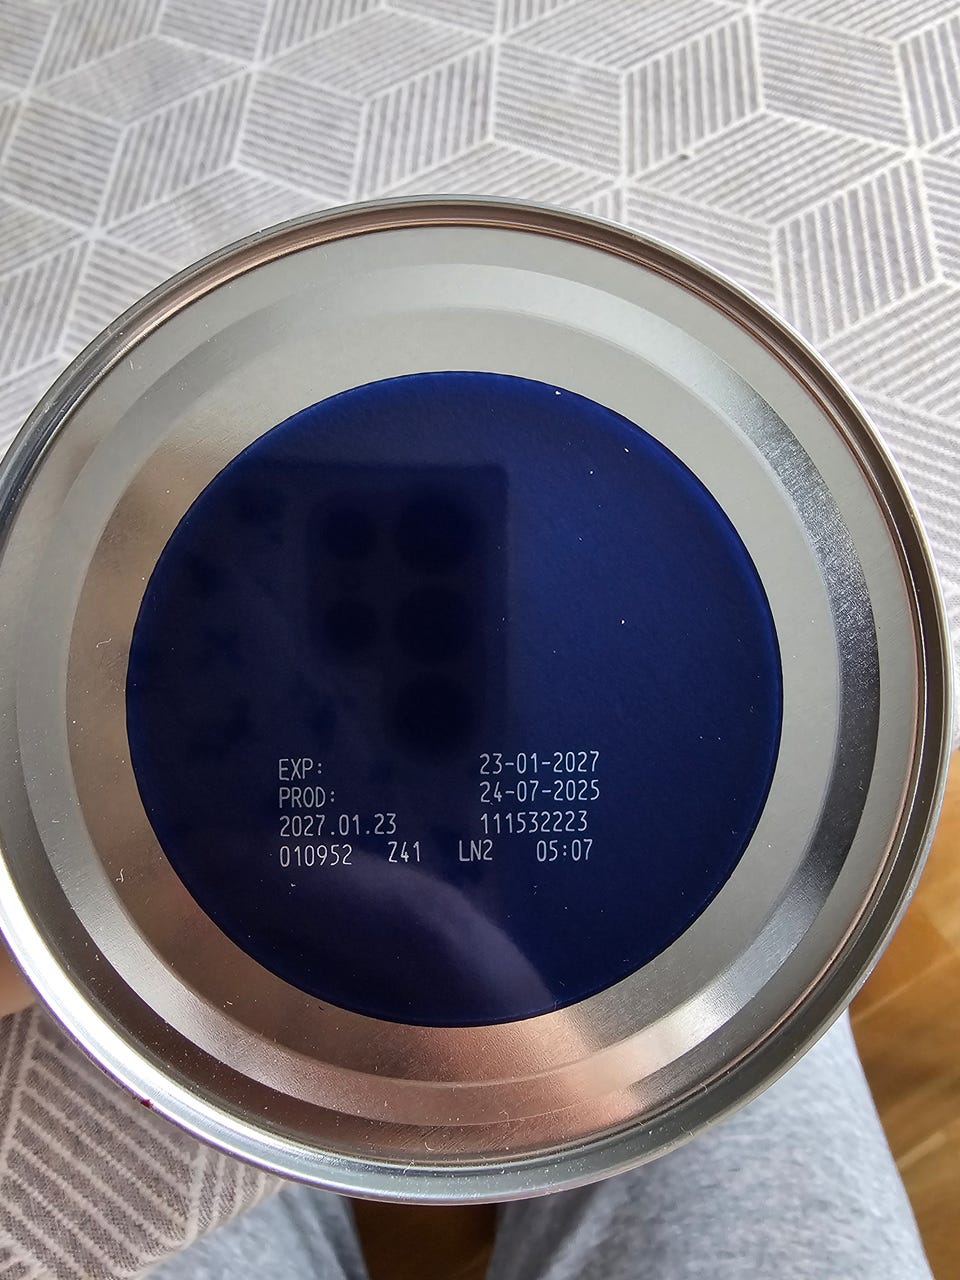 EXP: 23-01-2027
PROD: 24-07-2025
2027.01.23 111532223
010952 Z41 LN2 05:07